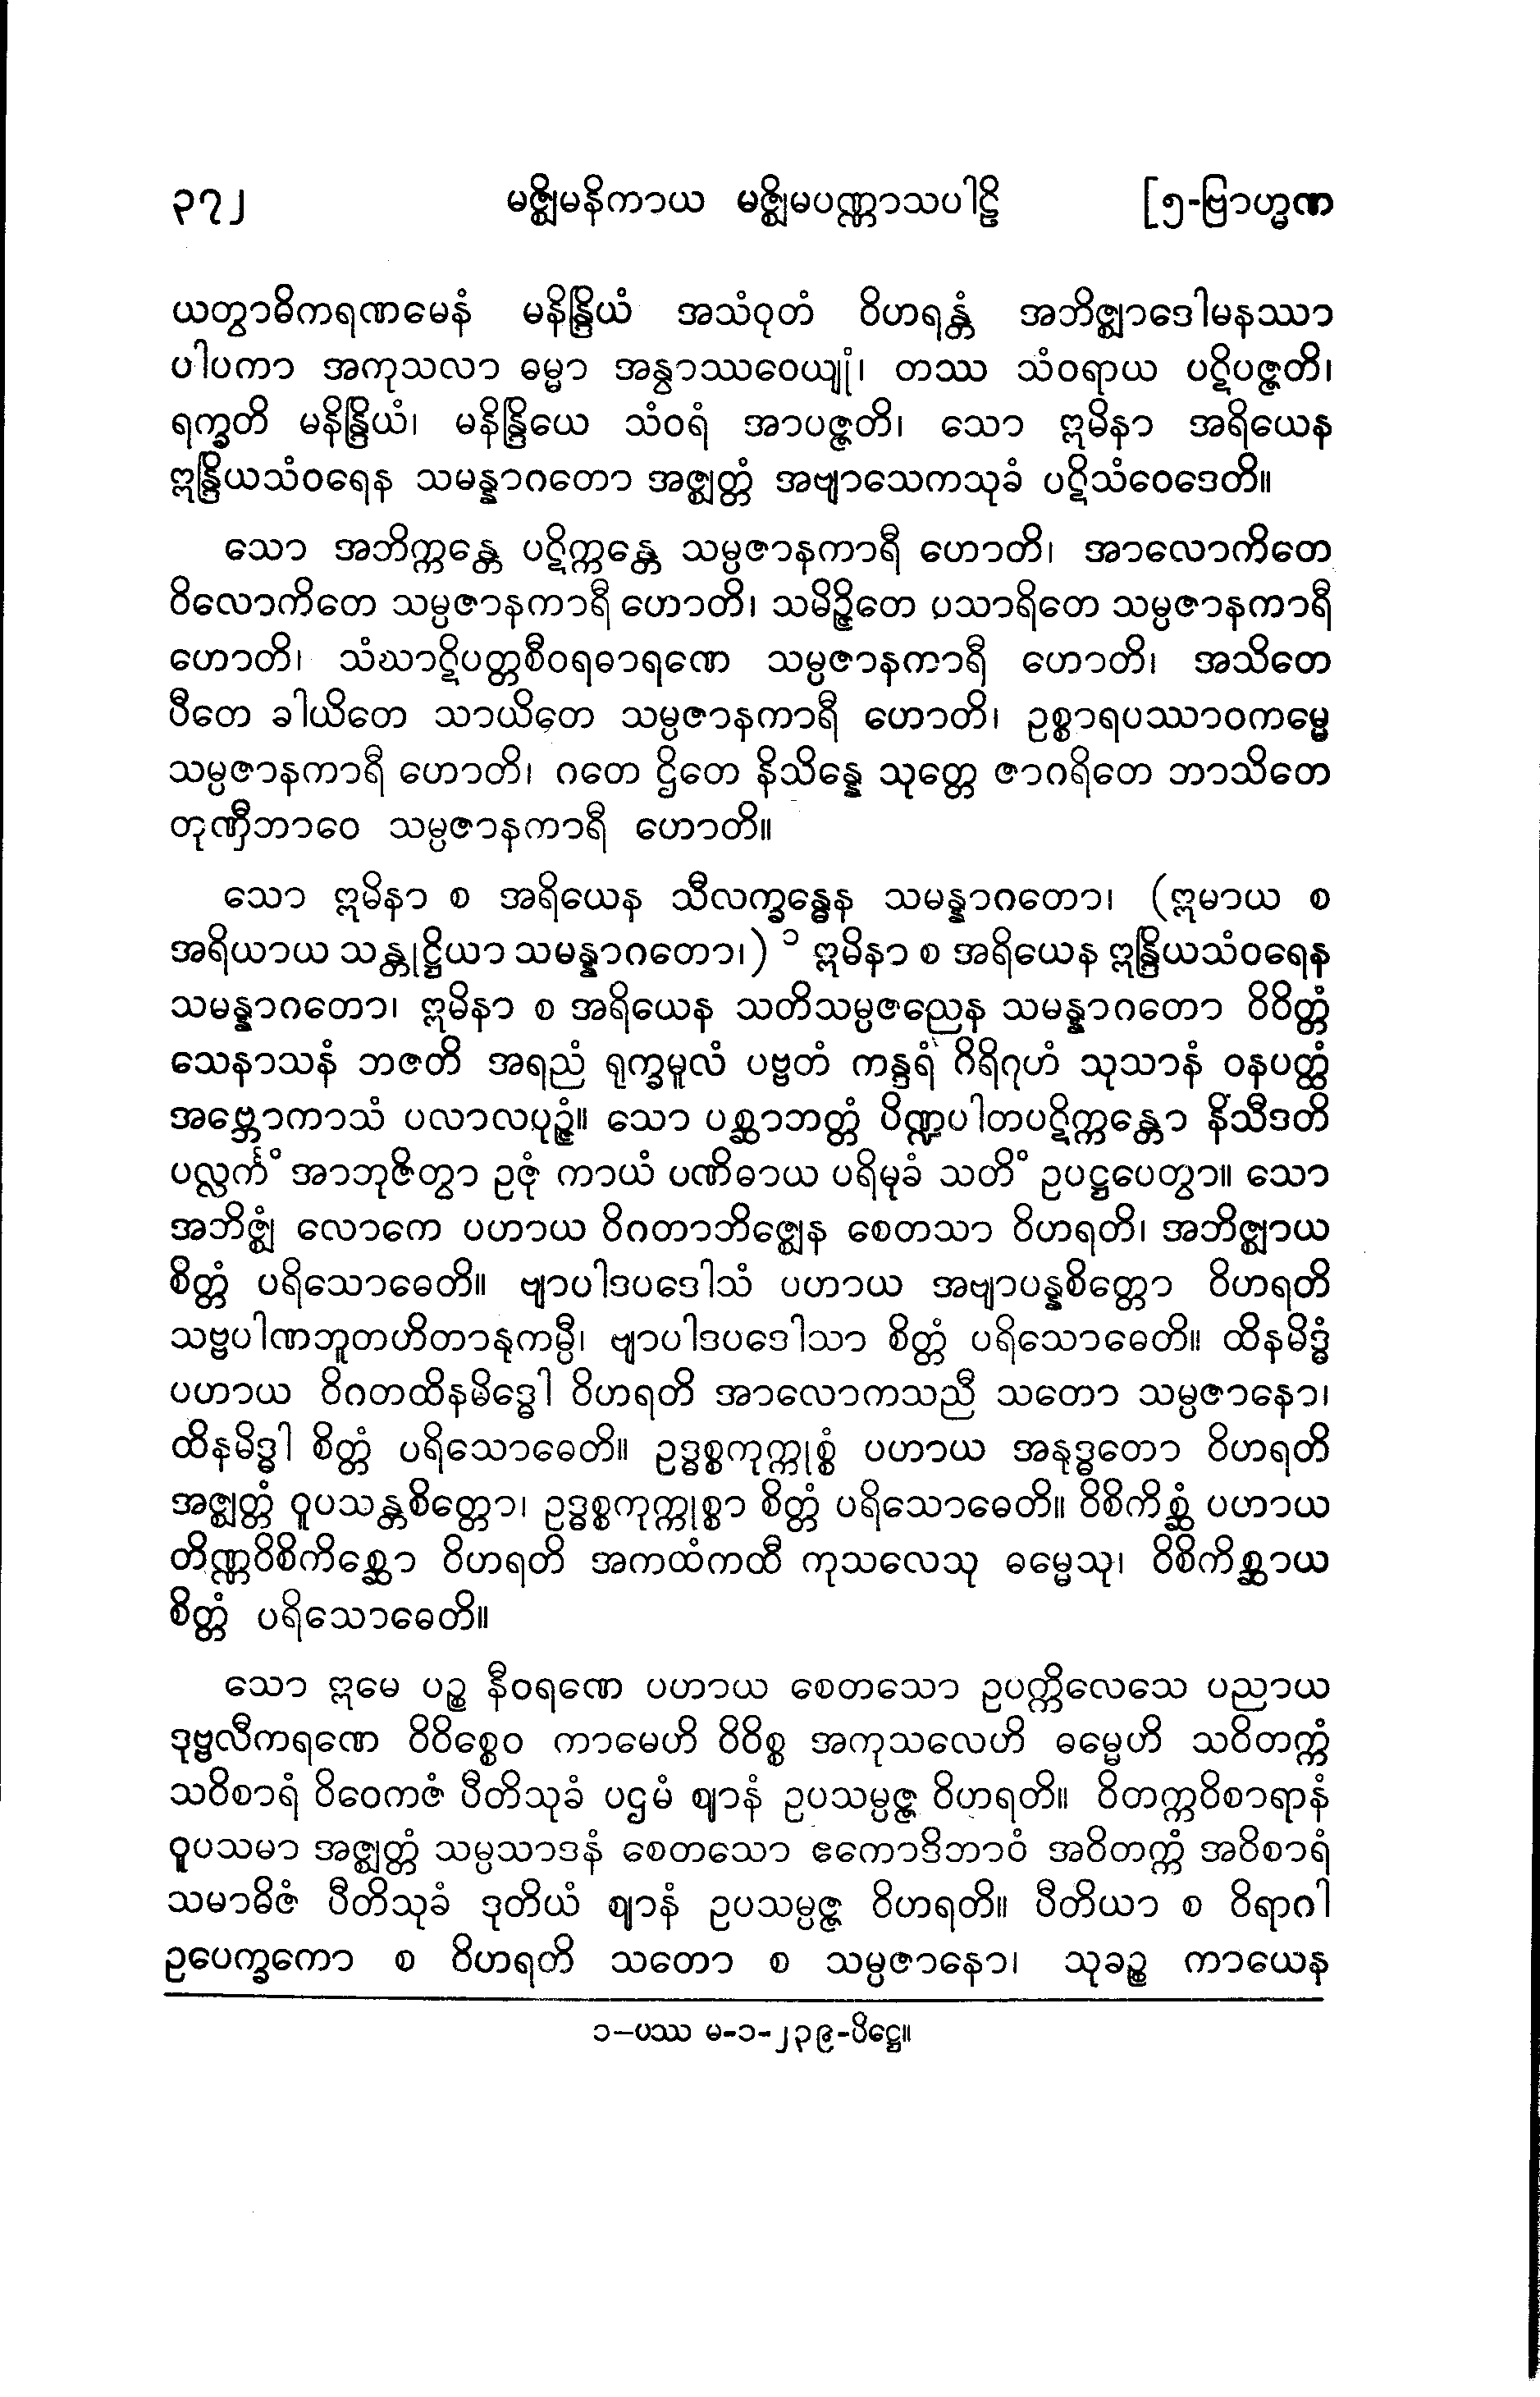 ၃၇၂ မဇ္ဈိမနိကာယ မဇ္ဈိမပဏ္ဏာသပါဠိ [၅-ဗြာဟ္မဏ
ယတွာဓိကရဏမေနံ မနိန္ဒြိယံ အသံဝုတံ ဝိဟရန္တံ အဘိဇ္ဈာဒေါမနဿာ
ပါပကာ အကုသလာ ဓမ္မာ အနွာဿဝေယျုံ၊ တဿ သံဝရာယ ပဋိပဇ္ဇတိ၊
ရက္ခတိ မနိန္ဒြိယံ၊ မနိန္ဒြိယေ သံဝရံ အာပဇ္ဇတိ၊ သော ဣမိနာ အရိယေန
ဣန္ဒြိယသံဝရေန သမန္နာဂတော အဇ္ဈတ္တံ အဗျာသေကသုခံ ပဋိသံဝေဒေတိ။
သော အဘိက္ကန္တေ ပဋိက္ကန္တေ သမ္ပဇာနကာရီ ဟောတိ၊ အာလောကိတေ
ဝိလောကိတေ သမ္ပဇာနကာရီ ဟောတိ၊ သမိဉ္ဇိတေ ပသာရိတေ သမ္ပဇာနကာရီ
ဟောတိ၊ သံဃာဋိပတ္တစီဝရဓာရဏေ သမ္ပဇာနကာရီ ဟောတိ၊ အသိတေ
ပီတေ ခါယိတေ သာယိတေ သမ္ပဇာနကာရီ ဟောတိ၊ ဥစ္စာရပဿာဝကမ္မေ
သမ္ပဇာနကာရီ ဟောတိ၊ ဂတေ ဌိတေ နိသိန္နေ သုတ္တေ ဇာဂရိတေ ဘာသိတေ
တုဏှီဘာဝေ သမ္ပဇာနကာရီ ဟောတိ။
သော ဣမိနာ စ အရိယေန သီလက္ခန္ဓေန သမန္နာဂတော၊ (ဣမာယ စ
အရိယာယ သန္တုဋ္ဌိယာ သမန္နာဂတော၊) ၁ ဣမိနာ စ အရိယေန ဣန္ဒြိယသံဝရေန
သမန္နာဂတော၊ ဣမိနာ စ အရိယေန သတိသမ္ပဇညေန သမန္နာဂတော ဝိဝိတ္တံ
သေနာသနံ ဘဇတိ အရညံ ရုက္ခမူလံ ပဗ္ဗတံ ကန္ဒရံ ဂိရိဂုဟံ သုသာနံ ဝနပတ္ထံ
အဗ္ဘောကာသံ ပလာလပုဉ္ဇံ။ သော ပစ္ဆာဘတ္တံ ပိဏ္ဍပါတပဋိက္ကန္တော နိသီဒတိ
ပလ္လင်္ကံ အာဘုဇိတွာ ဥဇုံ ကာယံ ပဏိဓာယ ပရိမုခံ သတိံ ဥပဋ္ဌပေတွာ။ သော
အဘိဇ္ဈံ လောကေ ပဟာယ ဝိဂတာဘိဇ္ဈေန စေတသာ ဝိဟရတိ၊ အဘိဇ္ဈာယ
စိတ္တံ ပရိသောဓေတိ။ ဗျာပါဒပဒေါသံ ပဟာယ အဗျာပန္နစိတ္တော ဝိဟရတိ
သဗ္ဗပါဏဘူတဟိတာနုကမ္ပီ၊ ဗျာပါဒပဒေါသာ စိတ္တံ ပရိသောဓေတိ။ ထိနမိဒ္ဓံ
ပဟာယ ဝိဂတထိနမိဒ္ဓေါ ဝိဟရတိ အာလောကသညီ သတော သမ္ပဇာနော၊
ထိနမိဒ္ဓါ စိတ္တံ ပရိသောဓေတိ။ ဥဒ္ဓစ္စကုက္ကုစ္စံ ပဟာယ အနုဒ္ဓတော ဝိဟရတိ
အဇ္ဈတ္တံ ဝူပသန္တစိတ္တော၊ ဥဒ္ဓစ္စကုက္ကုစ္စာ စိတ္တံ ပရိသောဓေတိ။ ဝိစိကိစ္ဆံ ပဟာယ
တိဏ္ဏဝိစိကိစ္ဆော ဝိဟရတိ အကထံကထီ ကုသလေသု ဓမ္မေသု၊ ဝိစိကိစ္ဆာယ
စိတ္တံ ပရိသောဓေတိ။
သော ဣမေ ပဉ္စ နီဝရဏေ ပဟာယ စေတသော ဥပက္ကိလေသေ ပညာယ
ဒုဗ္ဗလီကရဏေ ဝိဝိစ္စေဝ ကာမေဟိ ဝိဝိစ္စ အကုသလေဟိ ဓမ္မေဟိ သဝိတက္ကံ
သဝိစာရံ ဝိဝေကဇံ ပီတိသုခံ ပဌမံ ဈာနံ ဥပသမ္ပဇ္ဇ ဝိဟရတိ။ ဝိတက္ကဝိစာရာနံ
ဝူပသမာ အဇ္ဈတ္တံ သမ္ပသာဒနံ စေတသော ဧကောဒိဘာဝံ အဝိတက္ကံ အဝိစာရံ
သမာဓိဇံ ပီတိသုခံ ဒုတိယံ ဈာနံ ဥပသမ္ပဇ္ဇ ဝိဟရတိ။ ပီတိယာ စ ဝိရာဂါ
ဥပေက္ခကော စ ဝိဟရတိ သတော စ သမ္ပဇာနော၊ သုခဉ္စ ကာယေန
၁–ပဿ မ-၁-၂၃၉-ပိဋ္ဌေ။